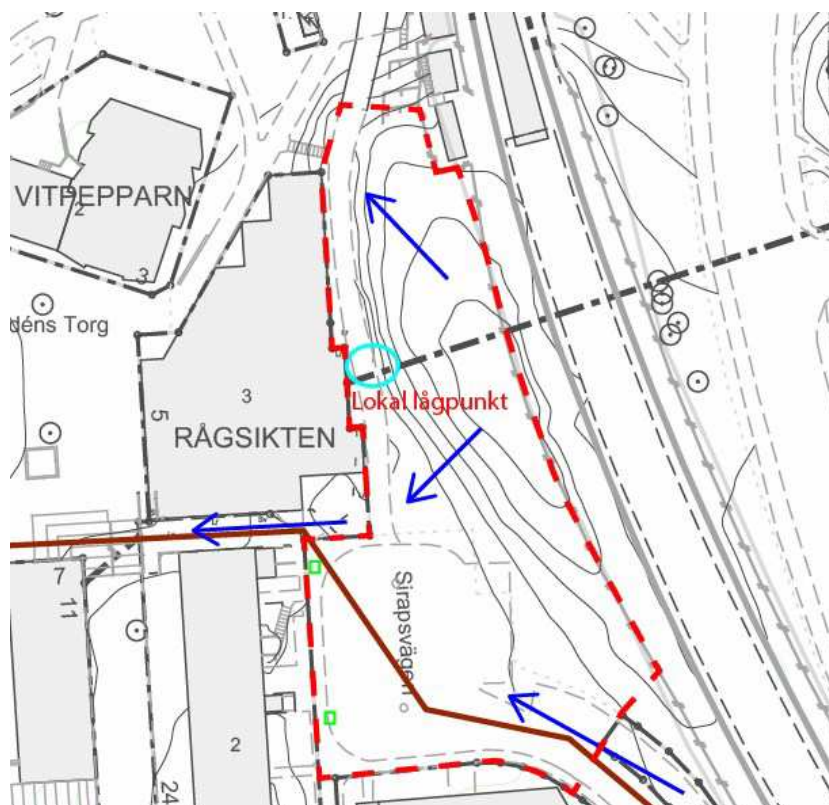 VITPEPPARN
2
3
déns Torg
3
5
Lokal lågpunkt
RÅGSIKTEN
7
11
Sirapsvägen
2
24